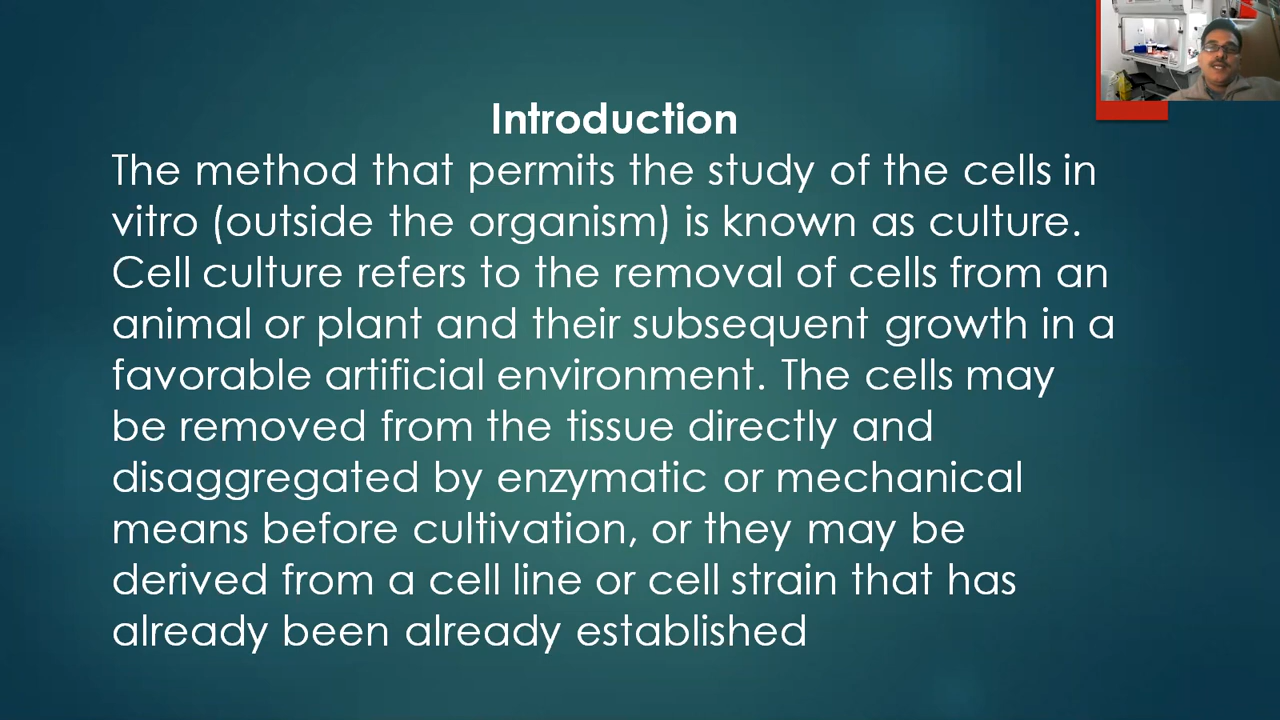 Introduction
The method that permits the study of the cells in
vitro (outside the organism) is known as culture.
Cell culture refers to the removal of cells from an
animal or plant and their subsequent growth in a
favorable artificial environment. The cells may
be removed from the tissue directly and
disaggregated by enzymatic or mechanical
means before cultivation, or they may be
derived from a cell line or cell strain that has
already been already established